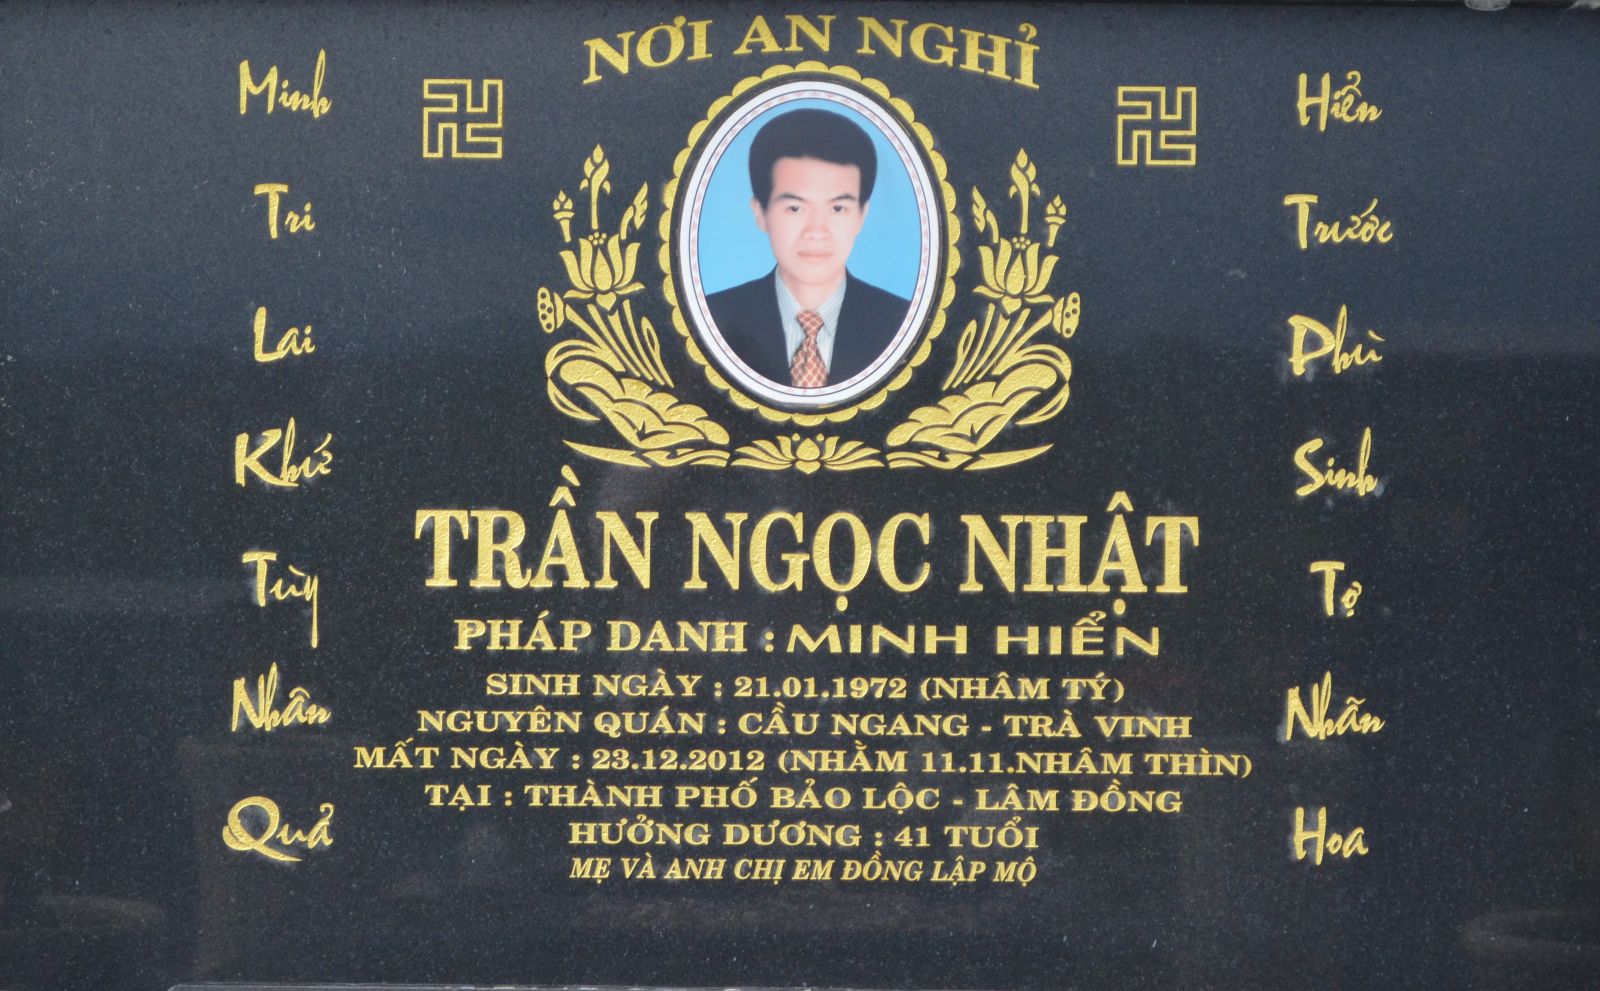 NƠI AN NGHỈ
Minh
Tri
Lai
Khứ
Tùy
Nhân
Quả
Hiển
Trước
Phù
Sinh
Tợ
Nhãn
Hoa
TRẦN NGỌC NHẬT
PHÁP DANH : MINH HIỂN
SINH NGÀY : 21.01.1972 (NHÂM TÝ)
NGUYÊN QUÁN : CẦU NGANG - TRÀ VINH
MẤT NGÀY : 23.12.2012 (NHẰM 11.11.NHÂM THÌN)
TẠI : THÀNH PHỐ BẢO LỘC - LÂM ĐỒNG
HƯỞNG DƯƠNG : 41 TUỔI
MẸ VÀ ANH CHỊ EM ĐỒNG LẬP MỘ